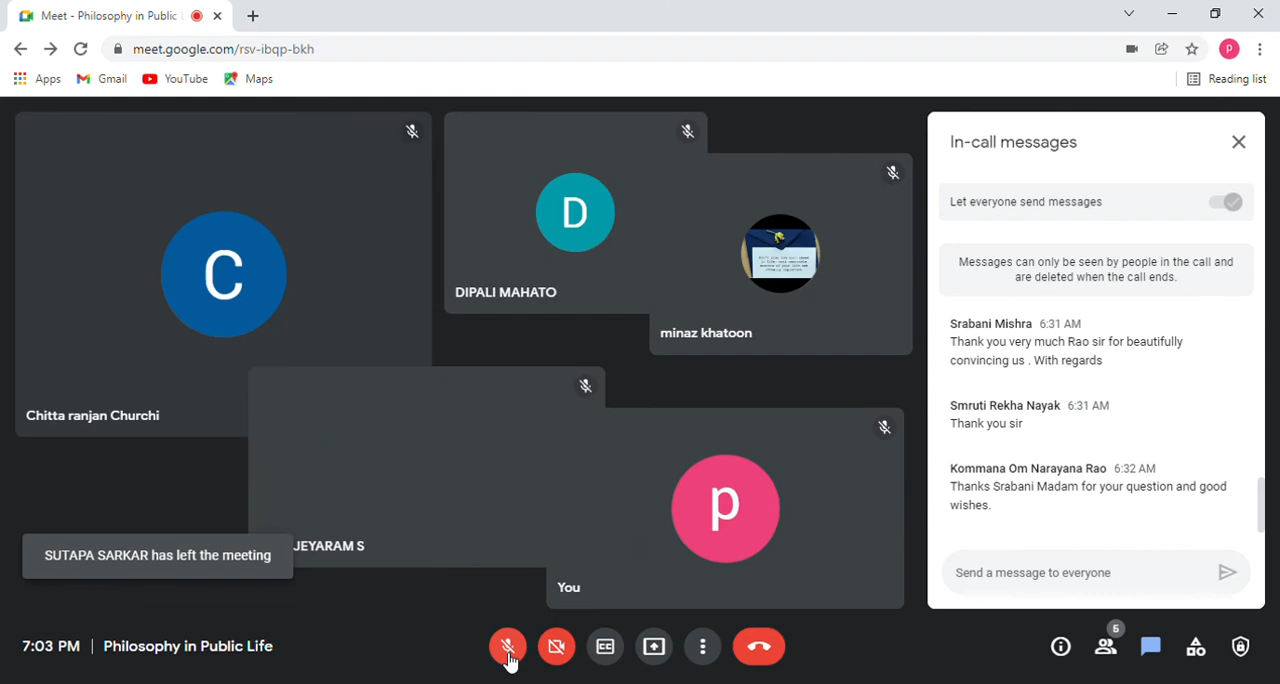 Meet - Philosophy in Public
meet.google.com/rsv-ibqp-bkh
P
Apps
Gmail
YouTube
Maps
Reading list
C
Chitta ranjan Churchi
D
DIPALI MAHATO
minaz khatoon
JEYARAM S
p
You
SUTAPA SARKAR has left the meeting
In-call messages
Let everyone send messages
Messages can only be seen by people in the call and
are deleted when the call ends.
Srabani Mishra 6:31 AM
Thank you very much Rao sir for beautifully
convincing us . With regards
Smruti Rekha Nayak 6:31 AM
Thank you sir
Kommana Om Narayana Rao 6:32 AM
Thanks Srabani Madam for your question and good
wishes.
Send a message to everyone
7:03 PM | Philosophy in Public Life
CC